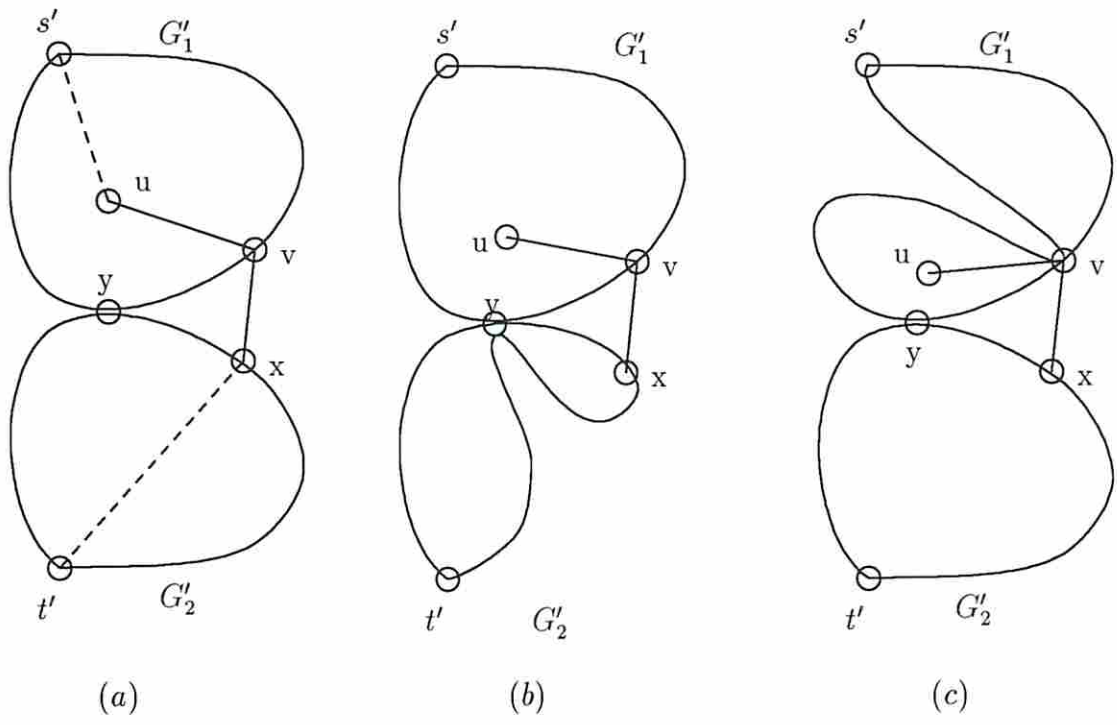 s′ G′₁ u v y x t′ G′₂
s′ G′₁ u v y x t′ G′₂
s′ G′₁ u v y x t′ G′₂
(a) (b) (c)